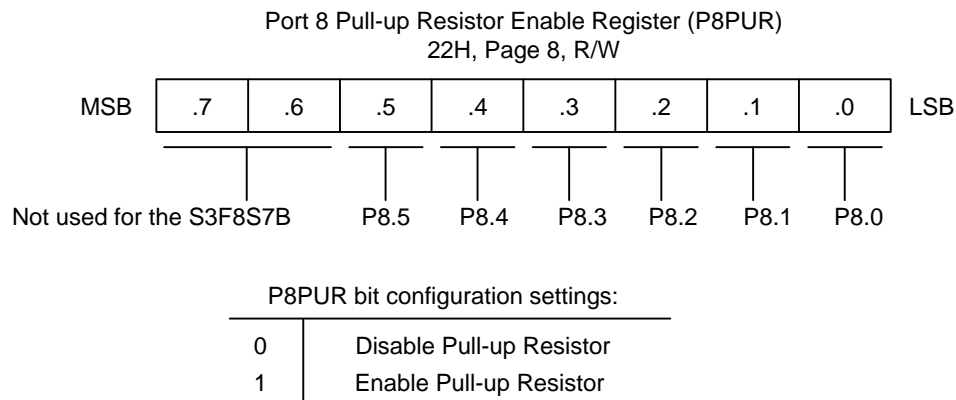 Port 8 Pull-up Resistor Enable Register (P8PUR)
22H, Page 8, R/W
MSB .7 .6 .5 .4 .3 .2 .1 .0 LSB
Not used for the S3F8S7B P8.5 P8.4 P8.3 P8.2 P8.1 P8.0
P8PUR bit configuration settings:
0 Disable Pull-up Resistor
1 Enable Pull-up Resistor